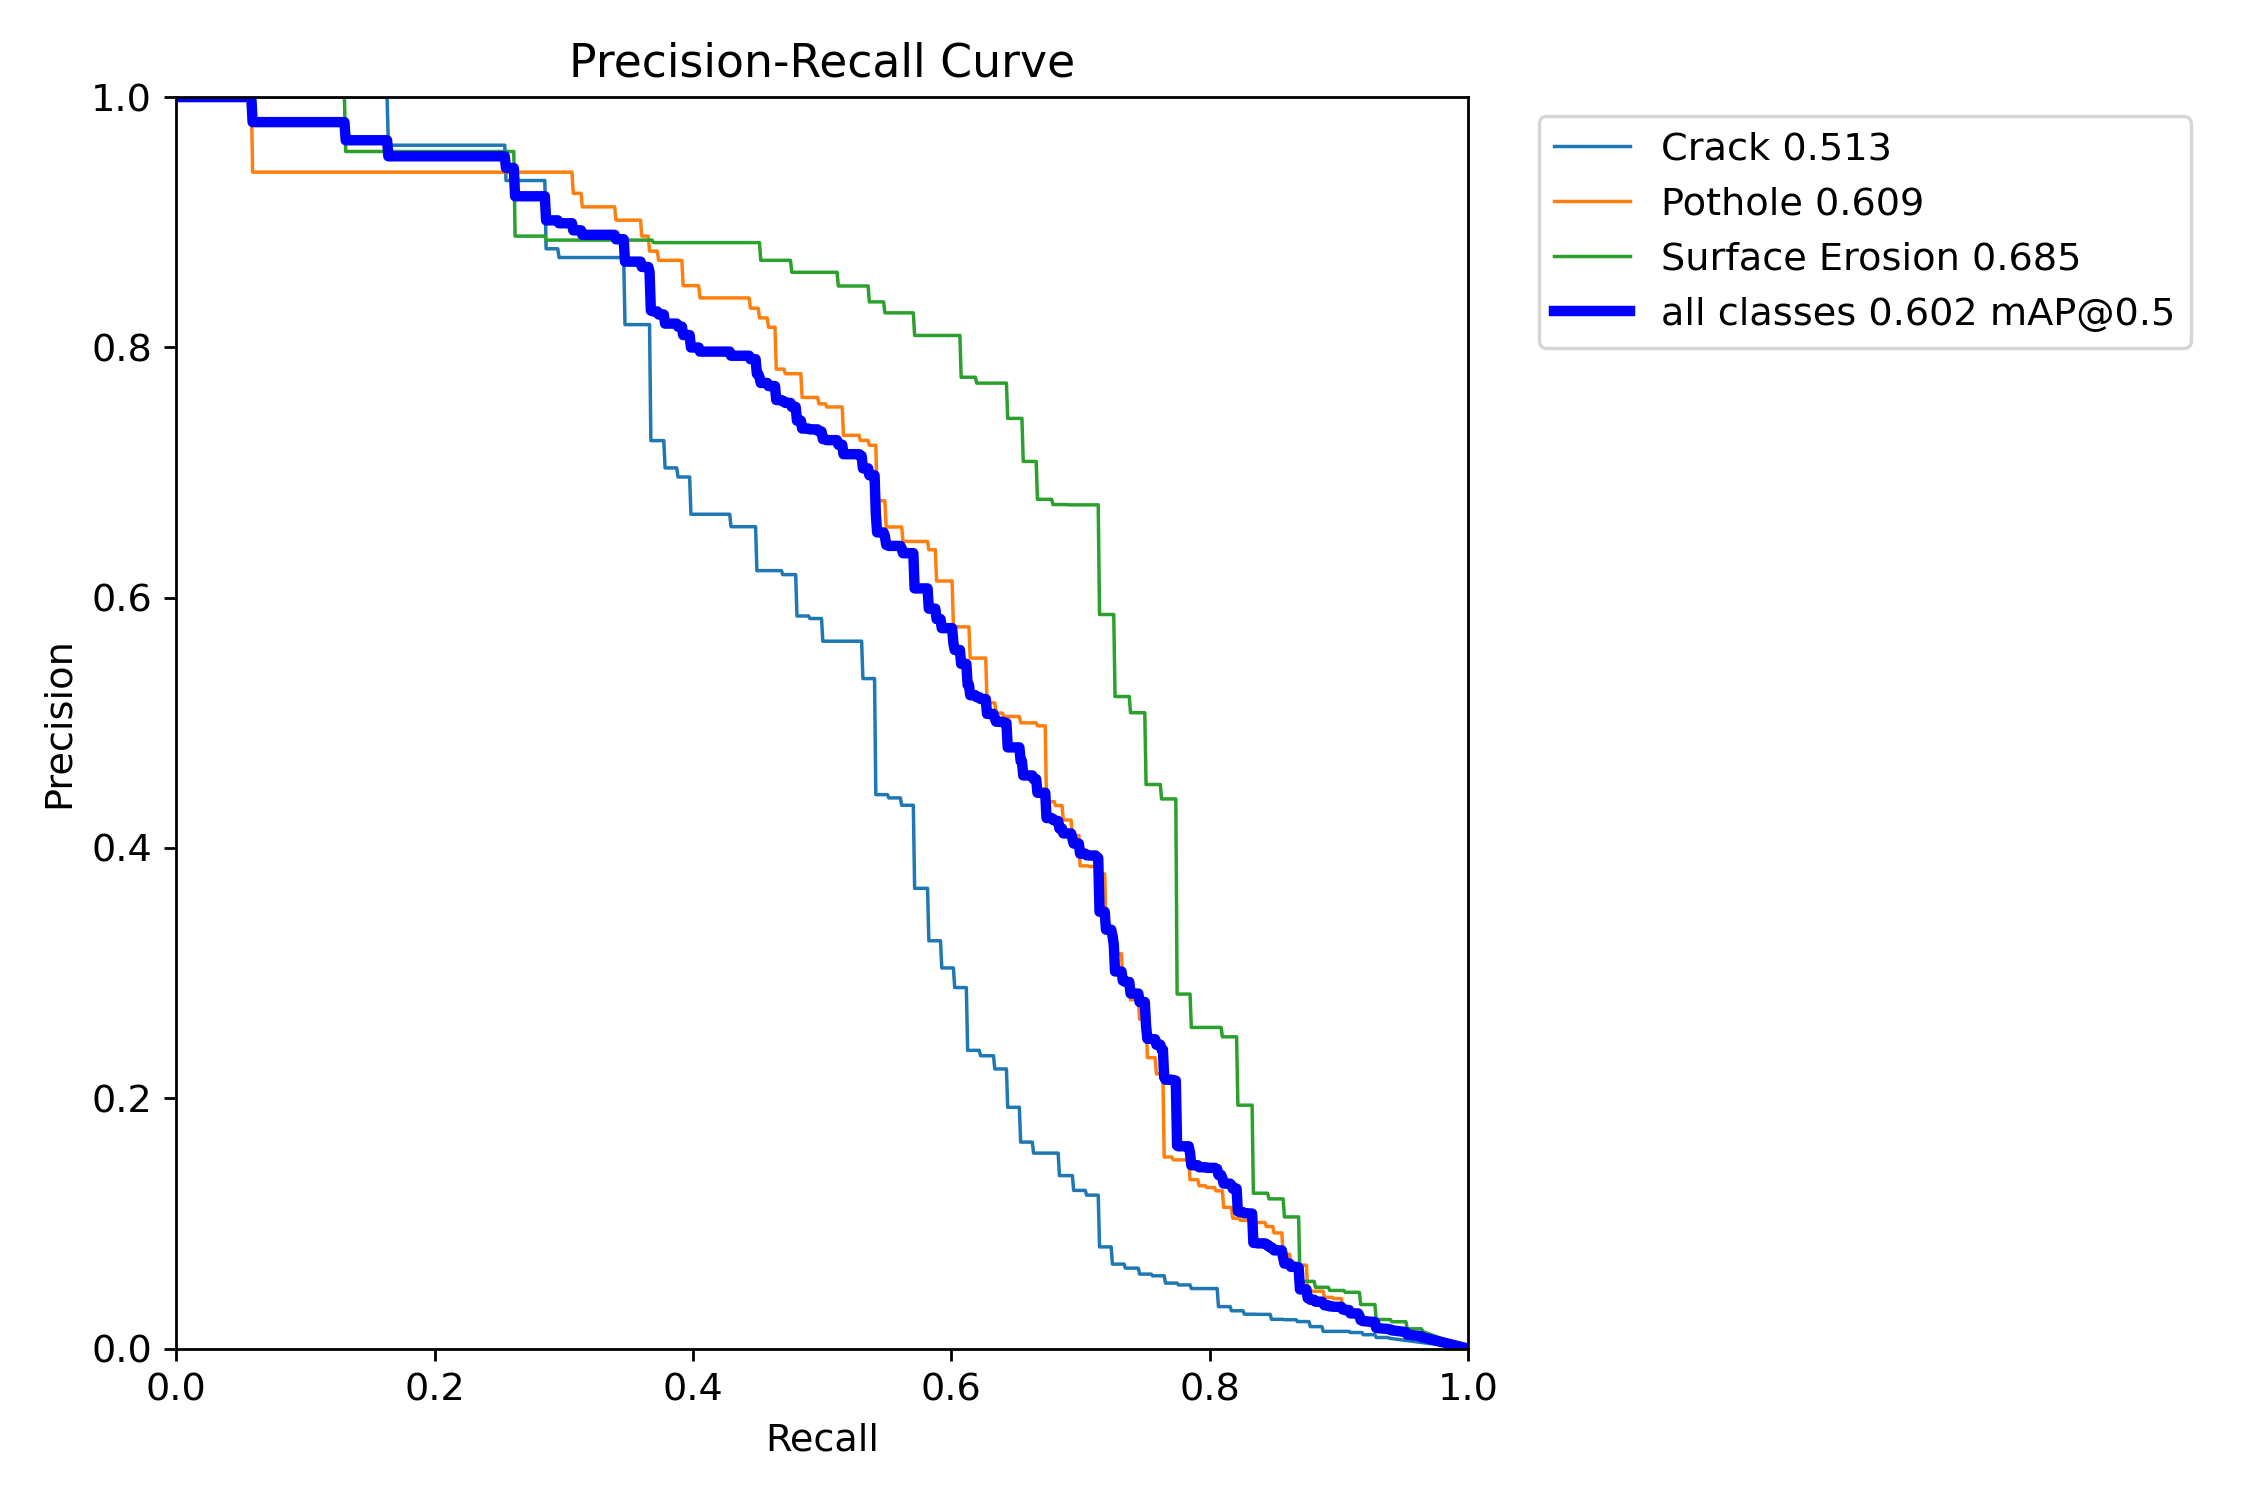 Precision-Recall Curve
1.0
0.8
0.6
0.4
0.2
0.0
Precision
0.0 0.2 0.4 0.6 0.8 1.0
Recall
Crack 0.513
Pothole 0.609
Surface Erosion 0.685
all classes 0.602 mAP@0.5